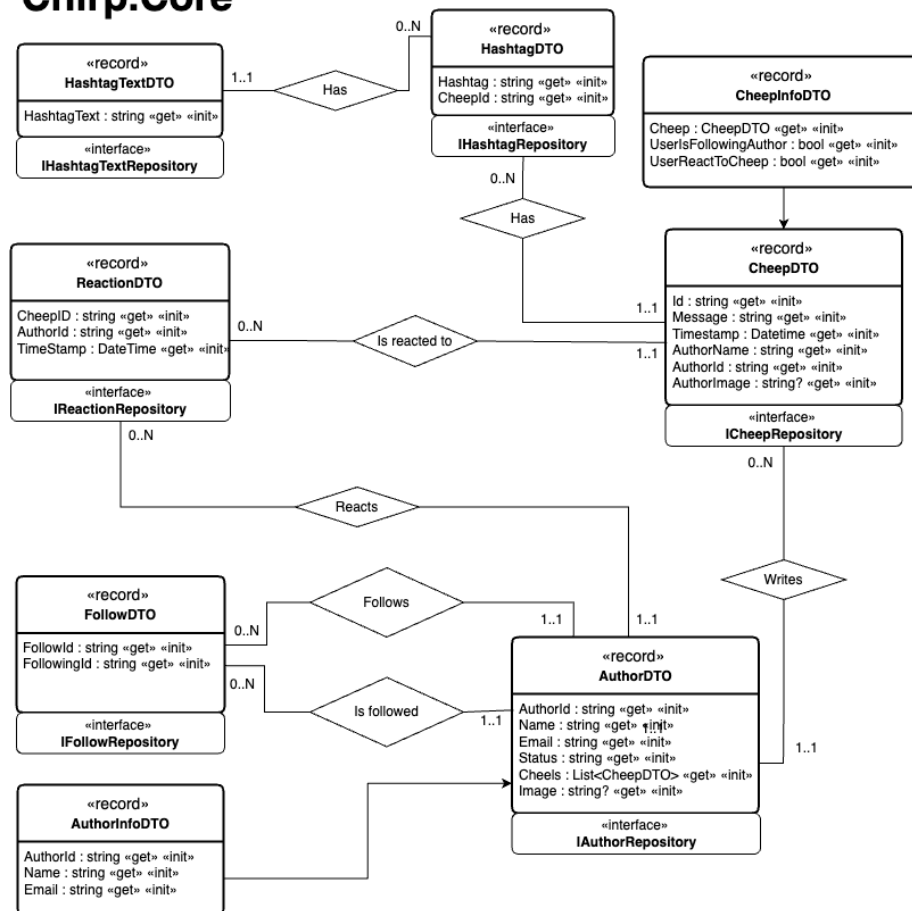 Chirp.Core
«record»
HashtagTextDTO
HashtagText : string «get» «init»
«interface»
IHashtagTextRepository
1..1
Has
0..N
«record»
HashtagDTO
Hashtag : string «get» «init»
CheepId : string «get» «init»
«interface»
IHashtagRepository
0..N
Has
1..1
«record»
CheepInfoDTO
Cheep : CheepDTO «get» «init»
UserIsFollowingAuthor : bool «get» «init»
UserReactToCheep : bool «get» «init»
«record»
CheepDTO
Id : string «get» «init»
Message : string «get» «init»
Timestamp : Datetime «get» «init»
AuthorName : string «get» «init»
AuthorId : string «get» «init»
AuthorImage : string? «get» «init»
«interface»
ICheepRepository
0..N
Writes
1..1
«record»
ReactionDTO
CheepID : string «get» «init»
AuthorId : string «get» «init»
TimeStamp : DateTime «get» «init»
«interface»
IReactionRepository
0..N
Is reacted to
1..1
0..N
Reacts
1..1
«record»
FollowDTO
FollowId : string «get» «init»
FollowingId : string «get» «init»
«interface»
IFollowRepository
0..N
Follows
1..1
0..N
Is followed
1..1
«record»
AuthorDTO
AuthorId : string «get» «init»
Name : string «get» «init»
1..1
Email : string «get» «init»
Status : string «get» «init»
Cheels : List<CheepDTO> «get» «init»
Image : string? «get» «init»
«interface»
IAuthorRepository
«record»
AuthorInfoDTO
AuthorId : string «get» «init»
Name : string «get» «init»
Email : string «get» «init»